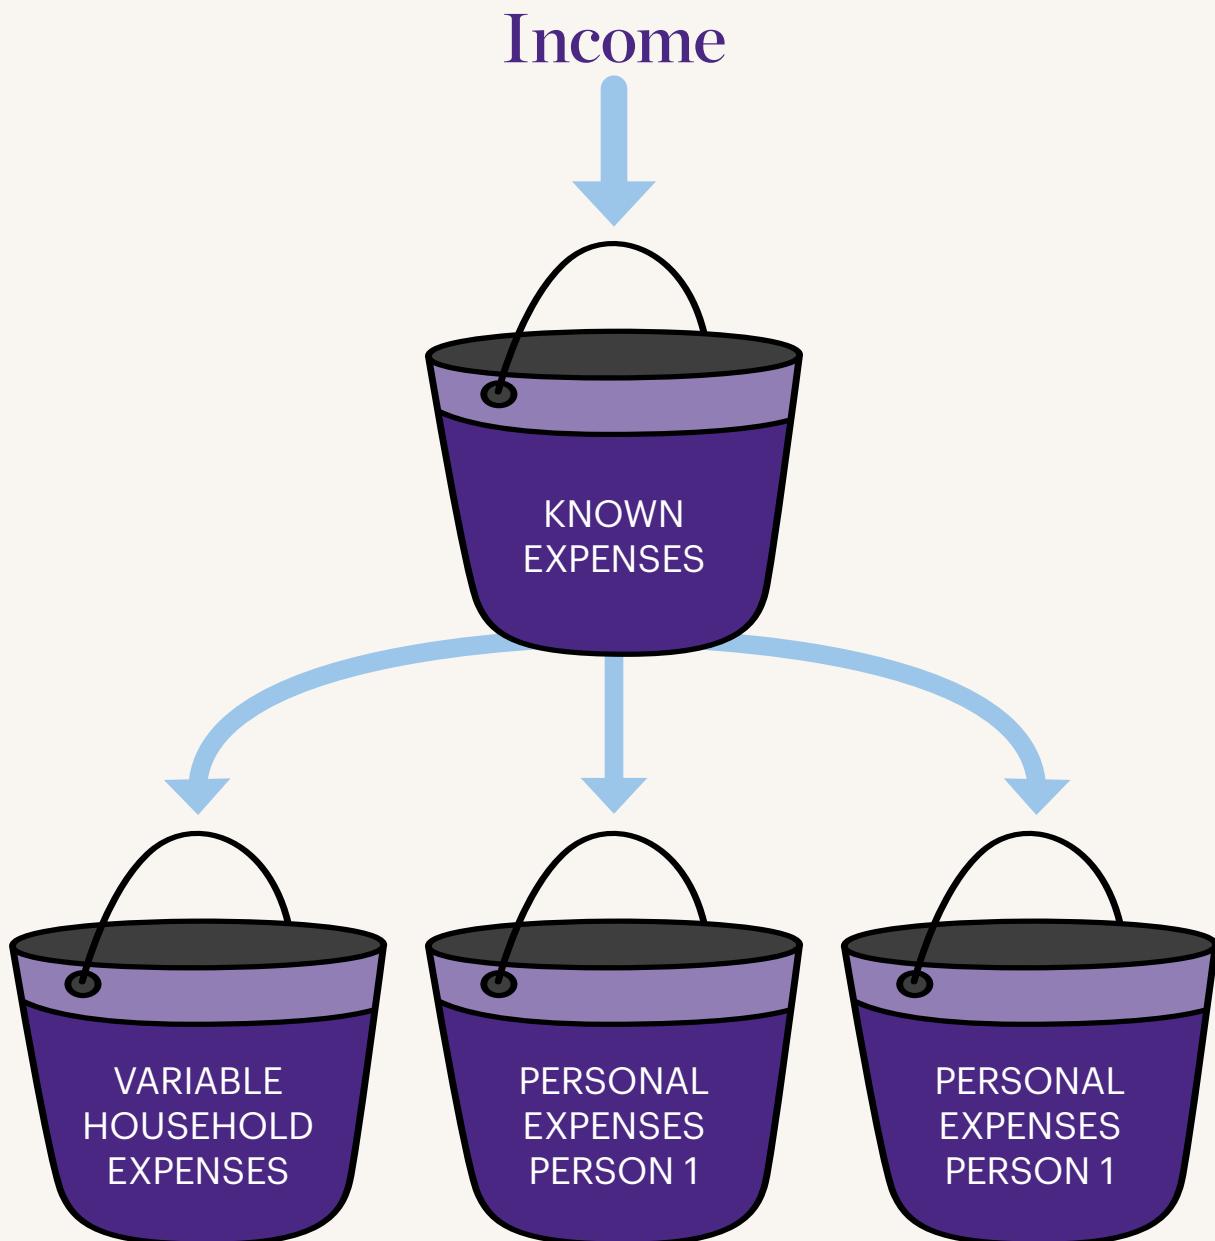 Income
KNOWN
EXPENSES
VARIABLE
HOUSEHOLD
EXPENSES
PERSONAL
EXPENSES
PERSON 1
PERSONAL
EXPENSES
PERSON 1